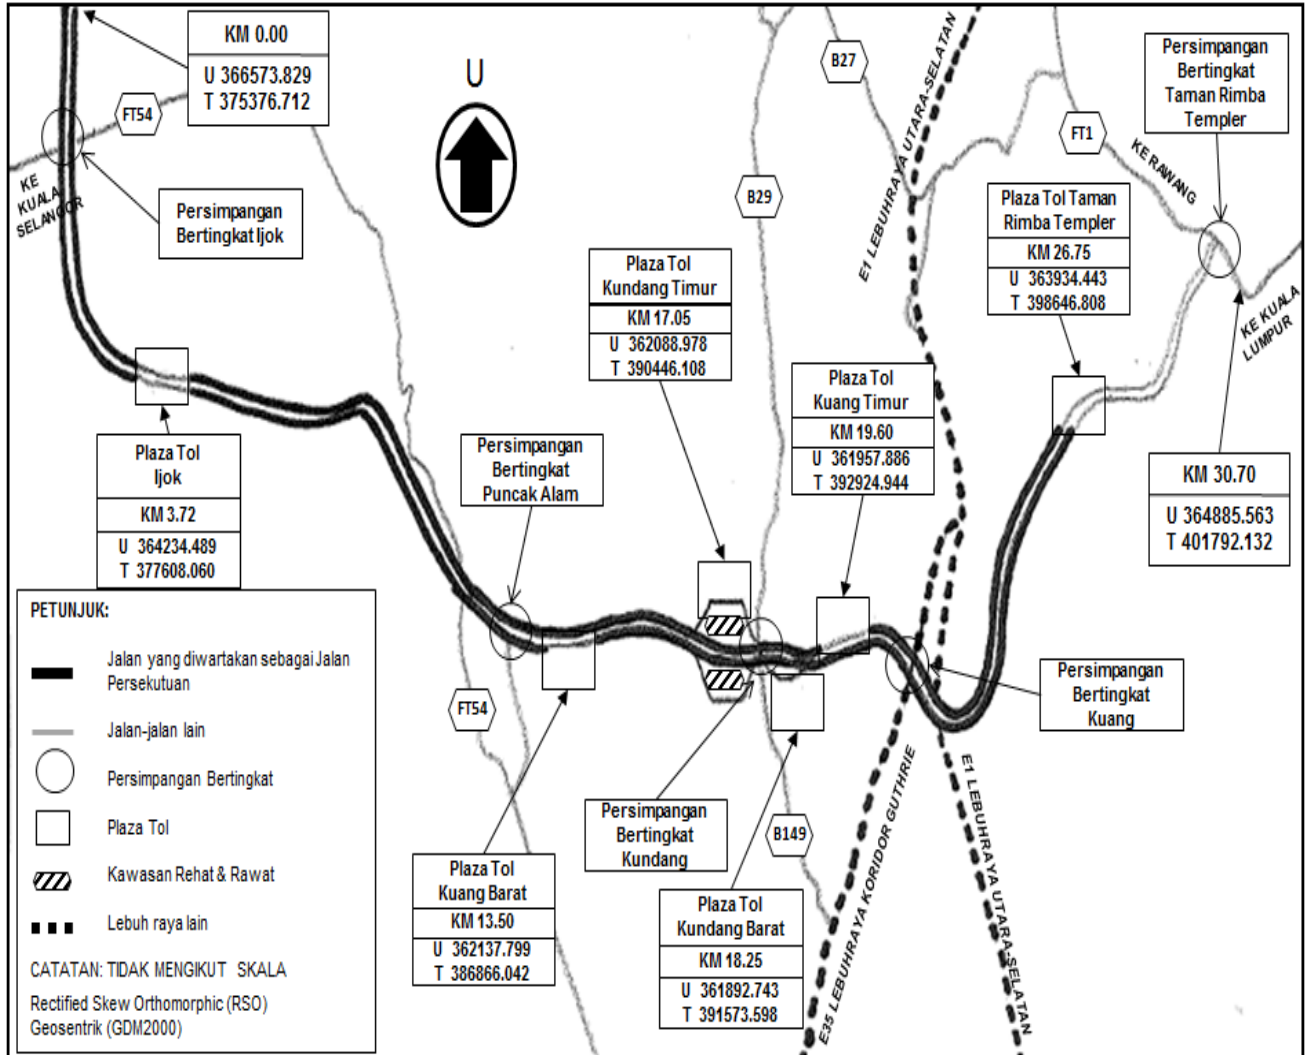 KM 0.00
U 366573.829
T 375376.712
FT54
KE
KUALA
SELANGOR
Persimpangan
Bertingkat Ijok
U
B27
E1 LEBUHRAYA UTARA-SELATAN
FT1
KE RAWANG
Persimpangan
Bertingkat
Taman Rimba
Templer
B29
Plaza Tol Taman
Rimba Templer
KM 26.75
U 363934.443
T 398646.808
KE KUALA
LUMPUR
Plaza Tol
Kundang Timur
KM 17.05
U 362088.978
T 390446.108
Plaza Tol
Kuang Timur
KM 19.60
U 361957.886
T 392924.944
Plaza Tol
Ijok
KM 3.72
U 364234.489
T 377608.060
Persimpangan
Bertingkat
Puncak Alam
KM 30.70
U 364885.563
T 401792.132
PETUNJUK:
Jalan yang diwartakan sebagai Jalan
Persekutuan
Jalan-jalan lain
Persimpangan Bertingkat
Plaza Tol
Kawasan Rehat & Rawat
Lebuh raya lain
CATATAN: TIDAK MENGIKUT SKALA
Rectified Skew Orthomorphic (RSO)
Geosentrik (GDM2000)
FT54
Persimpangan
Bertingkat
Kuang
Persimpangan
Bertingkat
Kundang
B149
Plaza Tol
Kuang Barat
KM 13.50
U 362137.799
T 386866.042
Plaza Tol
Kundang Barat
KM 18.25
U 361892.743
T 391573.598
E35 LEBUHRAYA KORIDOR GUTHRIE
E1 LEBUHRAYA UTARA-SELATAN